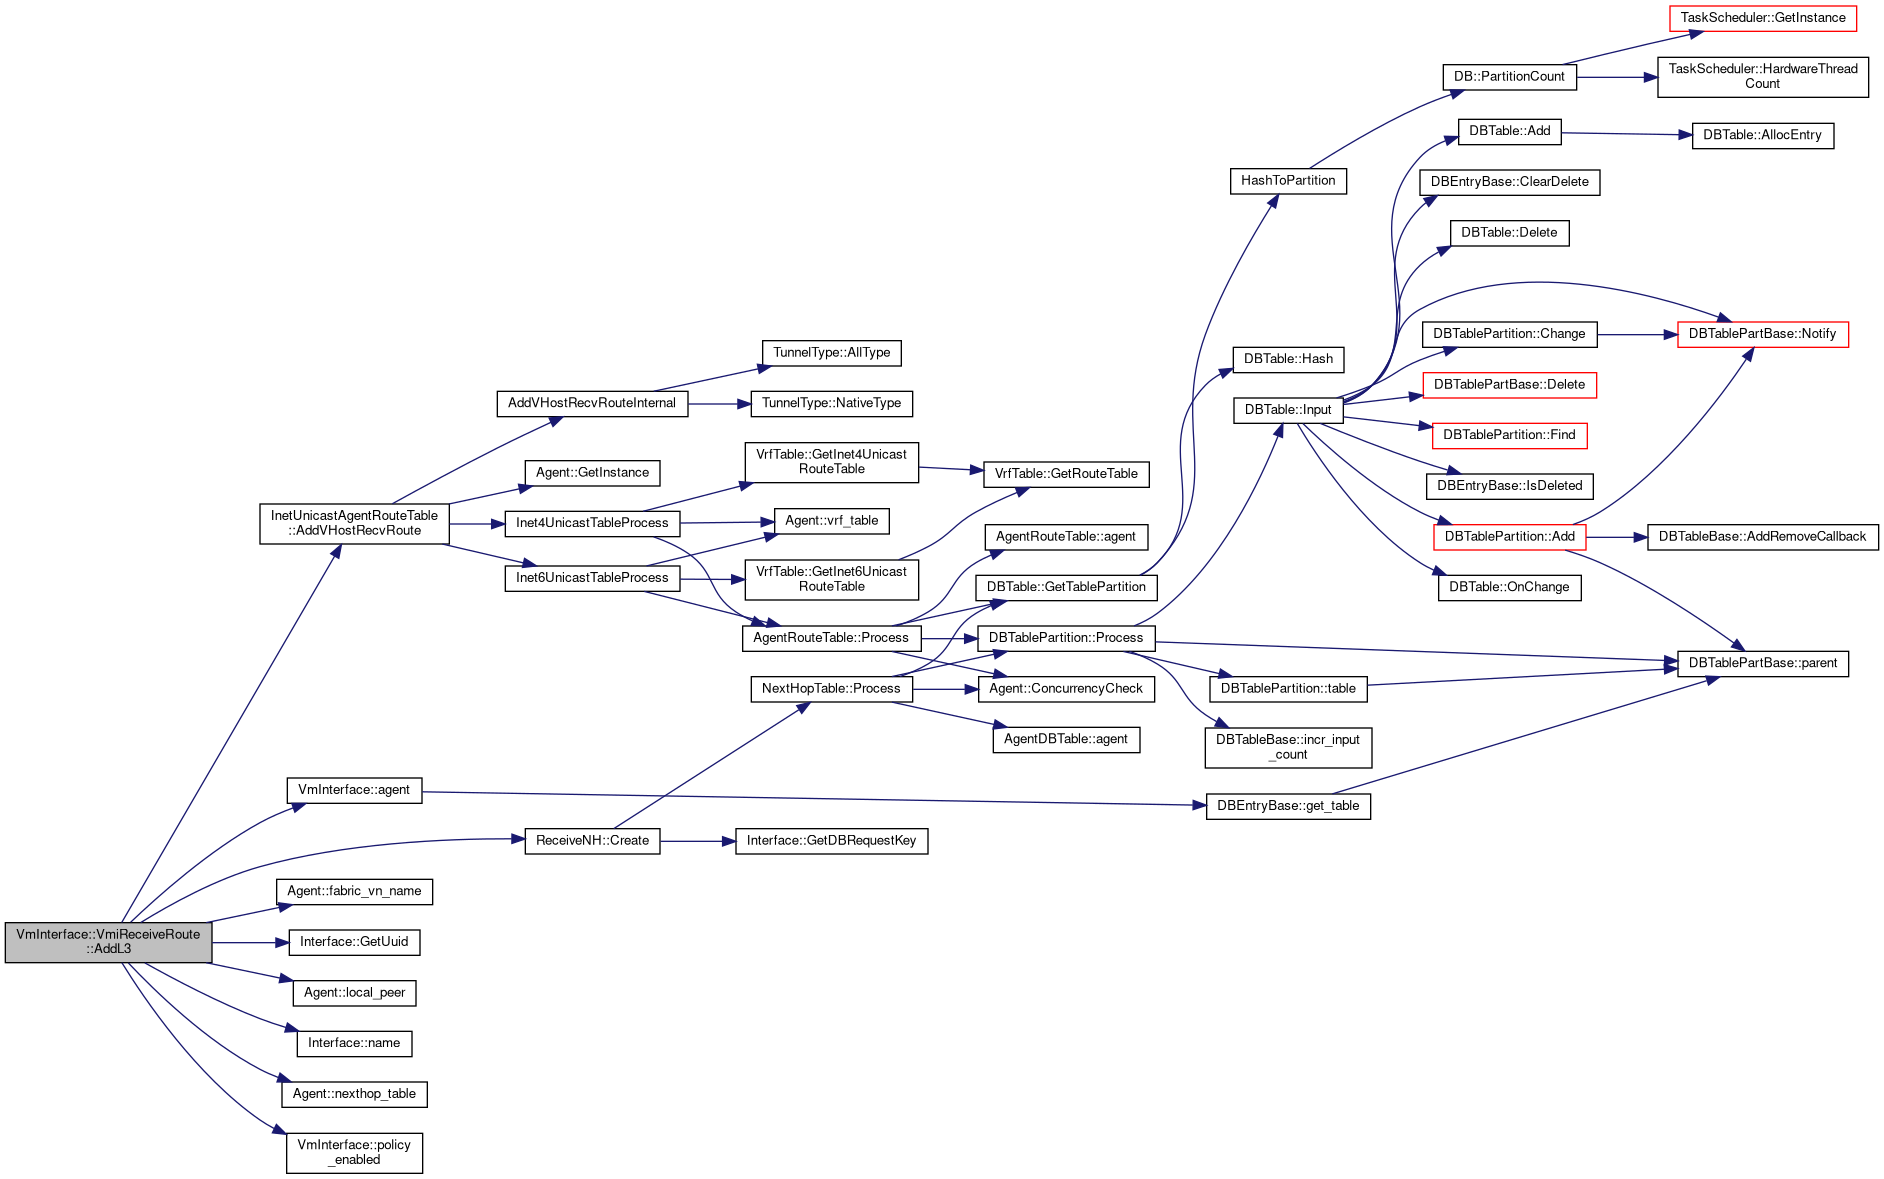 VmInterface::VmiReceiveRoute
::AddL3
InetUnicastAgentRouteTable
::AddVHostRecvRoute
VmInterface::agent
Agent::fabric_vn_name
Interface::GetUuid
Agent::local_peer
Interface::name
Agent::nexthop_table
VmInterface::policy
_enabled
AddVHostRecvRouteInternal
Agent::GetInstance
Inet4UnicastTableProcess
Inet6UnicastTableProcess
ReceiveNH::Create
TunnelType::AllType
TunnelType::NativeType
VrfTable::GetInet4Unicast
RouteTable
Agent::vrf_table
VrfTable::GetInet6Unicast
RouteTable
AgentRouteTable::Process
NextHopTable::Process
Interface::GetDBRequestKey
VrfTable::GetRouteTable
AgentRouteTable::agent
DBTable::GetTablePartition
DBTablePartition::Process
Agent::ConcurrencyCheck
AgentDBTable::agent
HashToPartition
DBTable::Hash
DBTable::Input
DBTablePartition::table
DBTableBase::incr_input
_count
DBEntryBase::get_table
DB::PartitionCount
DBTable::Add
DBEntryBase::ClearDelete
DBTable::Delete
DBTablePartition::Change
DBTablePartBase::Delete
DBTablePartition::Find
DBEntryBase::IsDeleted
DBTablePartition::Add
DBTable::OnChange
TaskScheduler::GetInstance
TaskScheduler::HardwareThread
Count
DBTable::AllocEntry
DBTablePartBase::Notify
DBTableBase::AddRemoveCallback
DBTablePartBase::parent